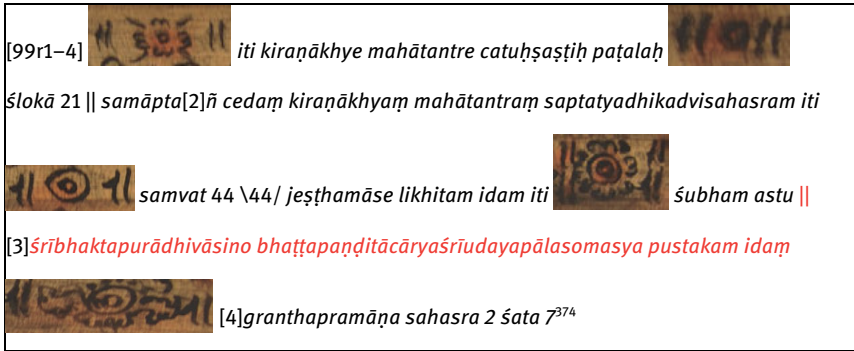 [99r1–4] iti kiraṇākhye mahātantre catuḥṣaṣṭiḥ paṭalaḥ
ślokā 21 || samāpta[2]ñ cedaṃ kiraṇākhyaṃ mahātantraṃ saptatyadhikadvisahasram iti
samvat 44 \44/ jeṣṭhamāse likhitam idam iti śubham astu ||
[3]śrībhaktapurādhivāsino bhaṭṭapaṇḍitācāryaśrīudayapālasomasya pustakam idaṃ
[4]granthapramāṇa sahasra 2 śata 7374